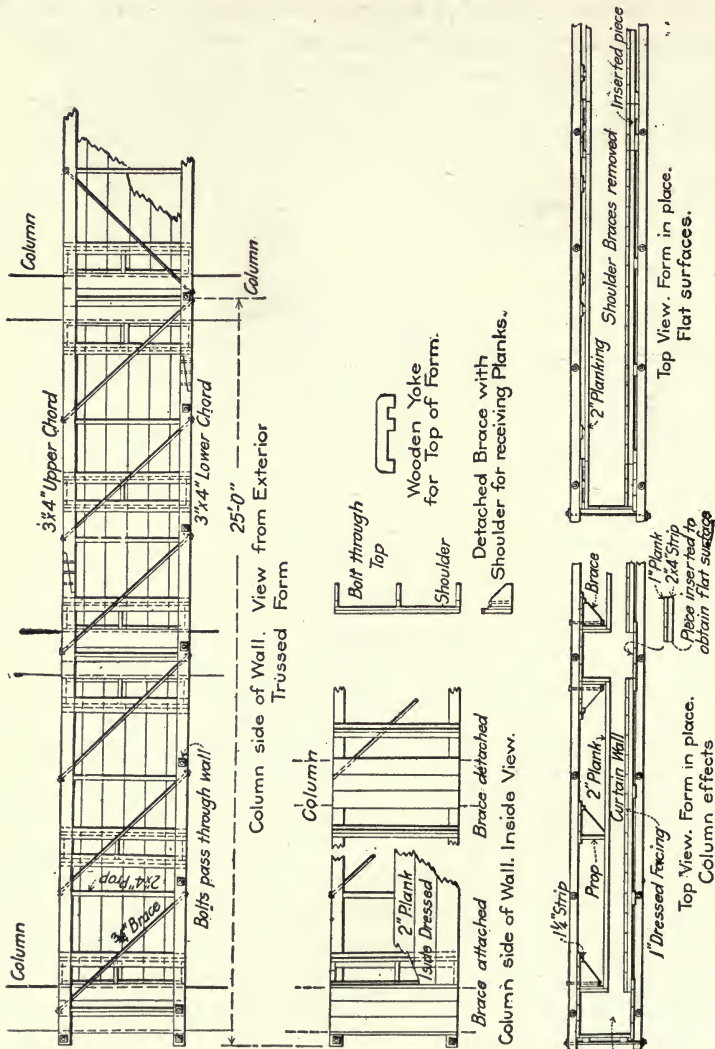 Column
Column
Column
3"x4" Upper Chord
3"x4" Lower Chord
25'-0"
Bolts pass through wall
2"x4" Prop
3/4" Brace
Column side of Wall. View from Exterior
Trussed Form
Column
Brace attached
Brace detached
2" Plank
1 side Dressed
Column side of Wall. Inside View.
Bolt through
Top
Shoulder
Wooden Yoke
for Top of Form.
Detached Brace with
Shoulder for receiving Planks.
1½" Strip
Prop
2" Plank
Curtain Wall
1" Dressed Facing
Brace
1" Plank
2"x4" Strip
Piece inserted to
obtain flat surface
Top View. Form in place.
Column effects
2" Planking
Shoulder Braces removed
Inserted piece
Top View. Form in place.
Flat surfaces.